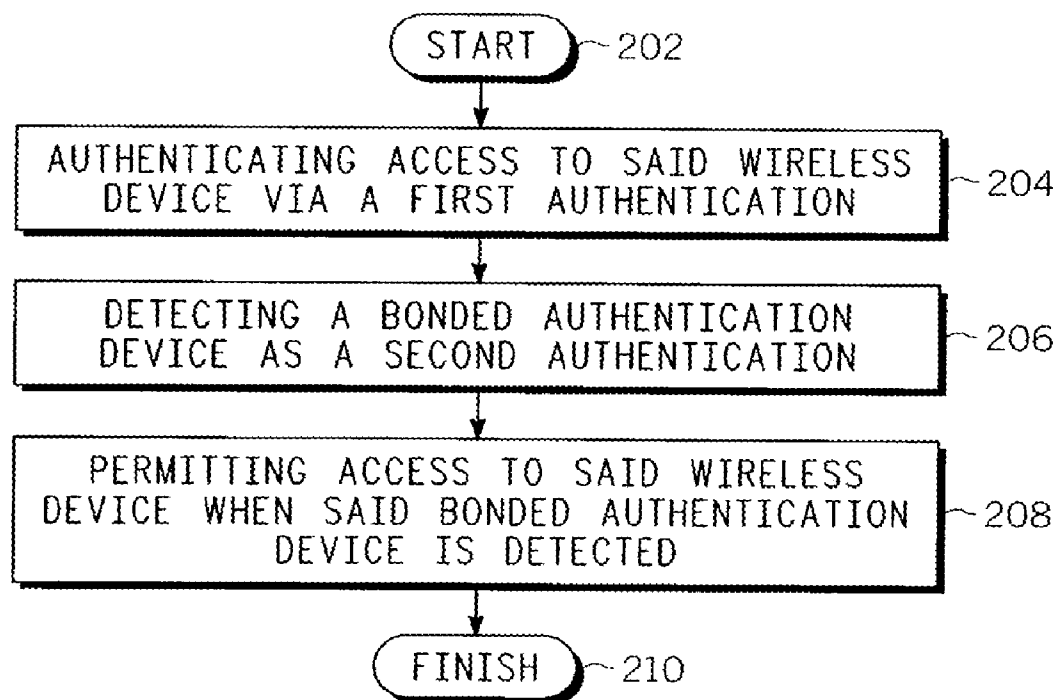 START 202
AUTHENTICATING ACCESS TO SAID WIRELESS
DEVICE VIA A FIRST AUTHENTICATION
204
DETECTING A BONDED AUTHENTICATION
DEVICE AS A SECOND AUTHENTICATION
206
PERMITTING ACCESS TO SAID WIRELESS
DEVICE WHEN SAID BONDED AUTHENTICATION
DEVICE IS DETECTED
208
FINISH 210